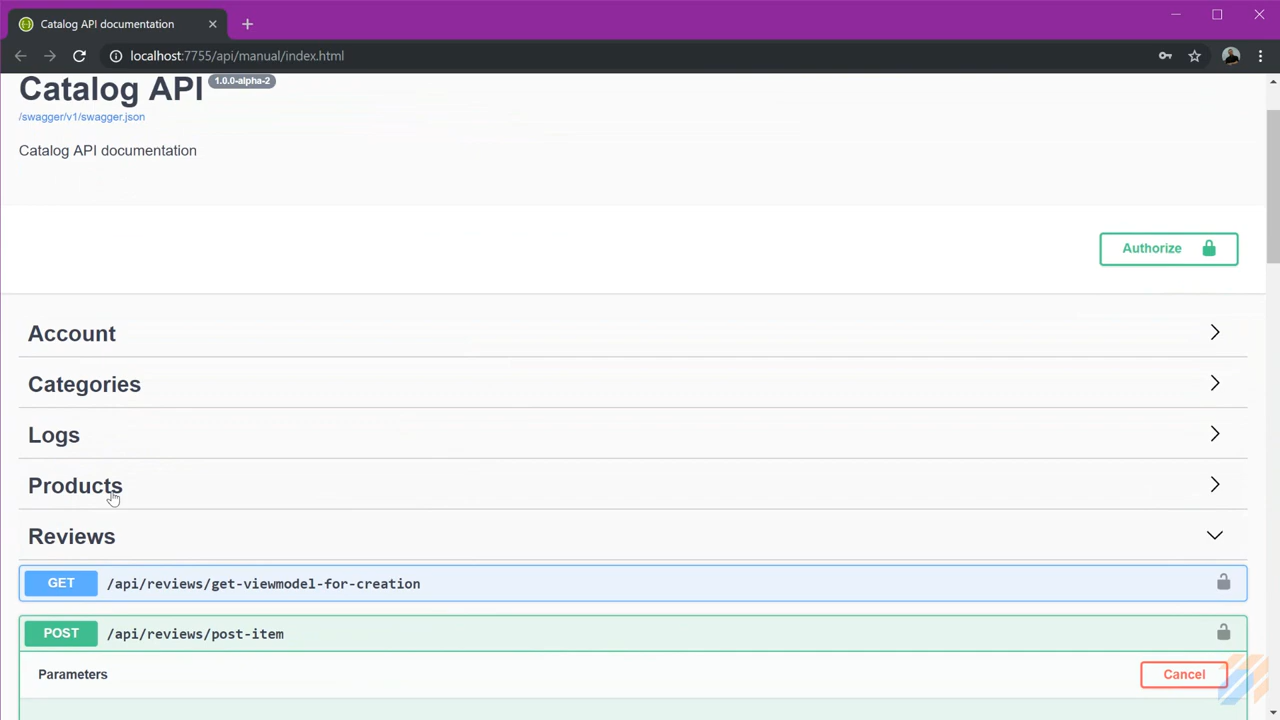 Catalog API documentation
localhost:7755/api/manual/index.html
Catalog API 1.0.0-alpha-2
/swagger/v1/swagger.json
Catalog API documentation
Authorize
Account
Categories
Logs
Products
Reviews
GET /api/reviews/get-viewmodel-for-creation
POST /api/reviews/post-item
Parameters Cancel